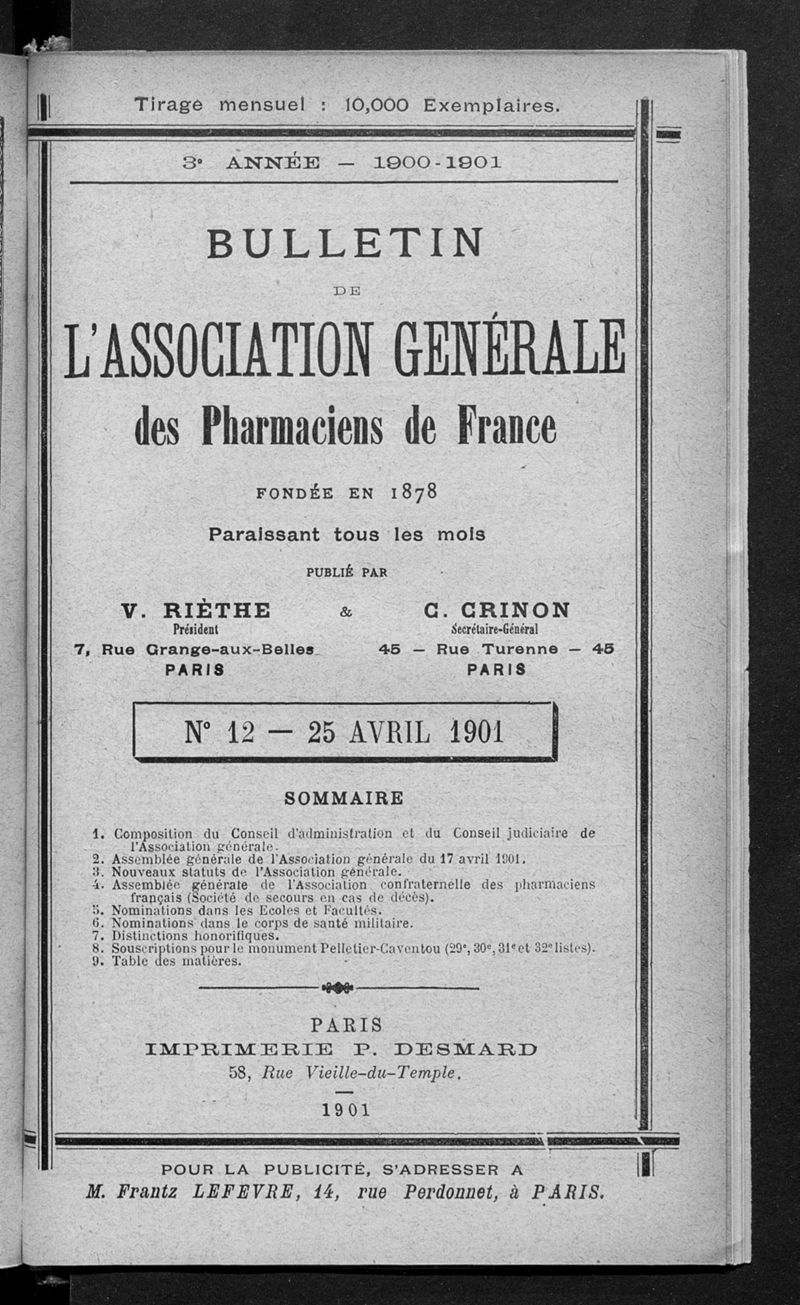 Tirage mensuel : 10,000 Exemplaires.
3e ANNÉE — 1900-1901
BULLETIN
DE
L'ASSOCIATION GENÉRALE
des Pharmaciens de France
FONDÉE EN 1878
Paraissant tous les mois
PUBLIÉ PAR
V. RIÈTHE & C. CRINON
Président Secrétaire-Général
7, Rue Grange-aux-Belles 45 — Rue Turenne — 45
PARIS PARIS
N° 12 — 25 AVRIL 1901
SOMMAIRE
1. Composition du Conseil d'administration et du Conseil judiciaire de
l'Association générale.
2. Assemblée générale de l'Association générale du 17 avril 1901.
3. Nouveaux statuts de l'Association générale.
4. Assemblée générale de l'Association confraternelle des pharmaciens
français (Société de secours en cas de décès).
5. Nominations dans les Ecoles et Facultés.
6. Nominations dans le corps de santé militaire.
7. Distinctions honorifiques.
8. Souscriptions pour le monument Pelletier-Caventou (29e, 30e, 31e et 32e listes).
9. Table des matières.
PARIS
IMPRIMERIE P. DESMARD
58, Rue Vieille-du-Temple.
1901
POUR LA PUBLICITÉ, S'ADRESSER A
M. Frantz LEFEVRE, 14, rue Perdonnet, à PARIS.